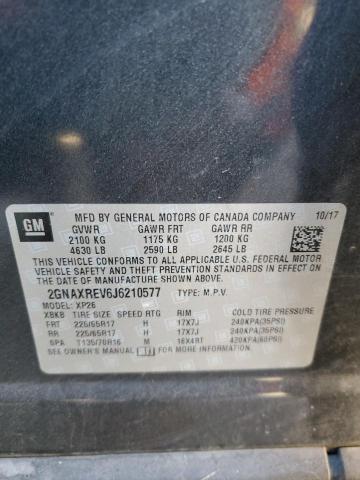 GM
MFD BY GENERAL MOTORS OF CANADA COMPANY 10/17
GVWR GAWR FRT GAWR RR
2100 KG 1175 KG 1200 KG
4630 LB 2590 LB 2645 LB
THIS VEHICLE CONFORMS TO ALL APPLICABLE U.S. FEDERAL
MOTOR VEHICLE SAFETY, BUMPER, AND THEFT
PREVENTION STANDARDS IN EFFECT ON THE
DATE OF MANUFACTURE SHOWN ABOVE.
2GNAXREV6J6210577 TYPE: M.P.V.
MODEL: XP26
XBKB TIRE SIZE SPEED RTG RIM COLD TIRE PRESSURE
FRT 225/65R17 H 17X7J 240KPA(35PSI)
RR 225/65R17 H 17X7J 240KPA(35PSI)
SPA T135/70R16 M 16X4BT 420KPA(60PSI)
SEE OWNER'S MANUAL FOR ADDITIONAL INFORMATION.